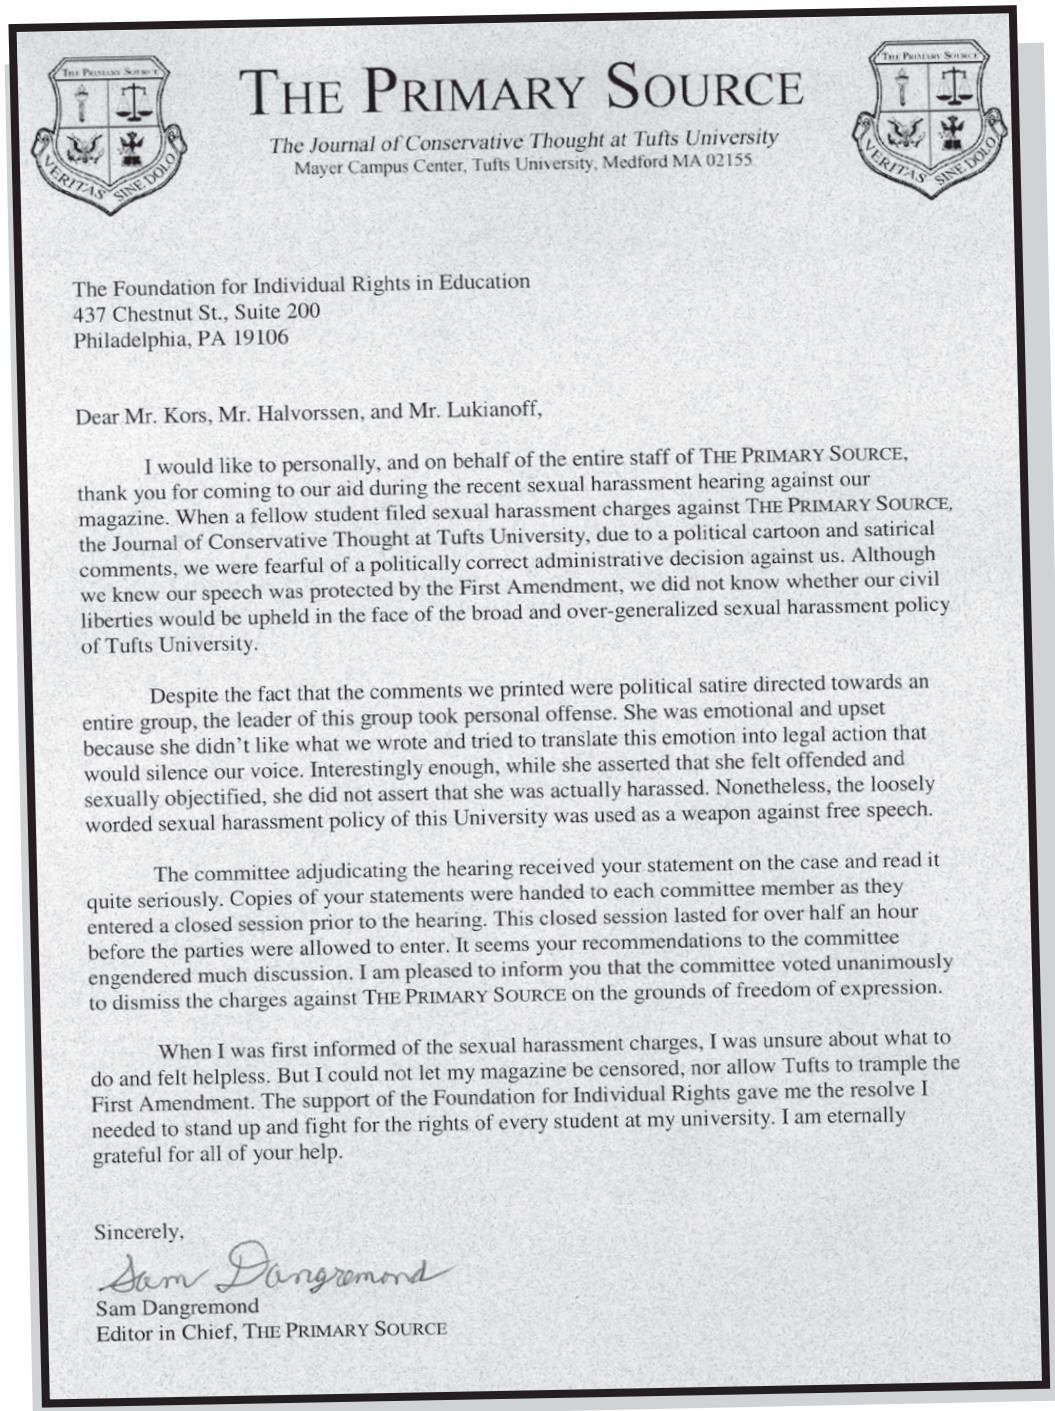 THE PRIMARY SOURCE
THE PRIMARY SOURCE
THE PRIMARY SOURCE
The Journal of Conservative Thought at Tufts University
Mayer Campus Center, Tufts University, Medford MA 02155
VERITAS SINE DOLO
VERITAS SINE DOLO
The Foundation for Individual Rights in Education
437 Chestnut St., Suite 200
Philadelphia, PA 19106
Dear Mr. Kors, Mr. Halvorssen, and Mr. Lukianoff,
I would like to personally, and on behalf of the entire staff of THE PRIMARY SOURCE,
thank you for coming to our aid during the recent sexual harassment hearing against our
magazine. When a fellow student filed sexual harassment charges against THE PRIMARY SOURCE,
the Journal of Conservative Thought at Tufts University, due to a political cartoon and satirical
comments, we were fearful of a politically correct administrative decision against us. Although
we knew our speech was protected by the First Amendment, we did not know whether our civil
liberties would be upheld in the face of the broad and over-generalized sexual harassment policy
of Tufts University.
Despite the fact that the comments we printed were political satire directed towards an
entire group, the leader of this group took personal offense. She was emotional and upset
because she didn't like what we wrote and tried to translate this emotion into legal action that
would silence our voice. Interestingly enough, while she asserted that she felt offended and
sexually objectified, she did not assert that she was actually harassed. Nonetheless, the loosely
worded sexual harassment policy of this University was used as a weapon against free speech.
The committee adjudicating the hearing received your statement on the case and read it
quite seriously. Copies of your statements were handed to each committee member as they
entered a closed session prior to the hearing. This closed session lasted for over half an hour
before the parties were allowed to enter. It seems your recommendations to the committee
engendered much discussion. I am pleased to inform you that the committee voted unanimously
to dismiss the charges against THE PRIMARY SOURCE on the grounds of freedom of expression.
When I was first informed of the sexual harassment charges, I was unsure about what to
do and felt helpless. But I could not let my magazine be censored, nor allow Tufts to trample the
First Amendment. The support of the Foundation for Individual Rights gave me the resolve I
needed to stand up and fight for the rights of every student at my university. I am eternally
grateful for all of your help.
Sincerely,
Sam Dangremond
Sam Dangremond
Editor in Chief, THE PRIMARY SOURCE